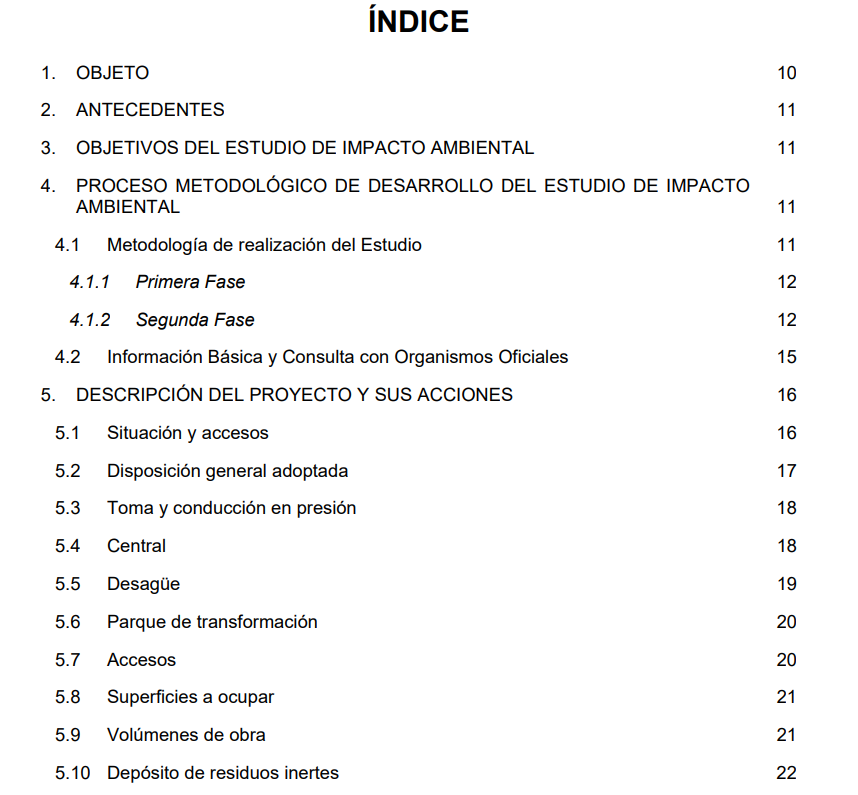 ÍNDICE
1. OBJETO 10
2. ANTECEDENTES 11
3. OBJETIVOS DEL ESTUDIO DE IMPACTO AMBIENTAL 11
4. PROCESO METODOLÓGICO DE DESARROLLO DEL ESTUDIO DE IMPACTO
AMBIENTAL 11
4.1 Metodología de realización del Estudio 11
4.1.1 Primera Fase 12
4.1.2 Segunda Fase 12
4.2 Información Básica y Consulta con Organismos Oficiales 15
5. DESCRIPCIÓN DEL PROYECTO Y SUS ACCIONES 16
5.1 Situación y accesos 16
5.2 Disposición general adoptada 17
5.3 Toma y conducción en presión 18
5.4 Central 18
5.5 Desagüe 19
5.6 Parque de transformación 20
5.7 Accesos 20
5.8 Superficies a ocupar 21
5.9 Volúmenes de obra 21
5.10 Depósito de residuos inertes 22